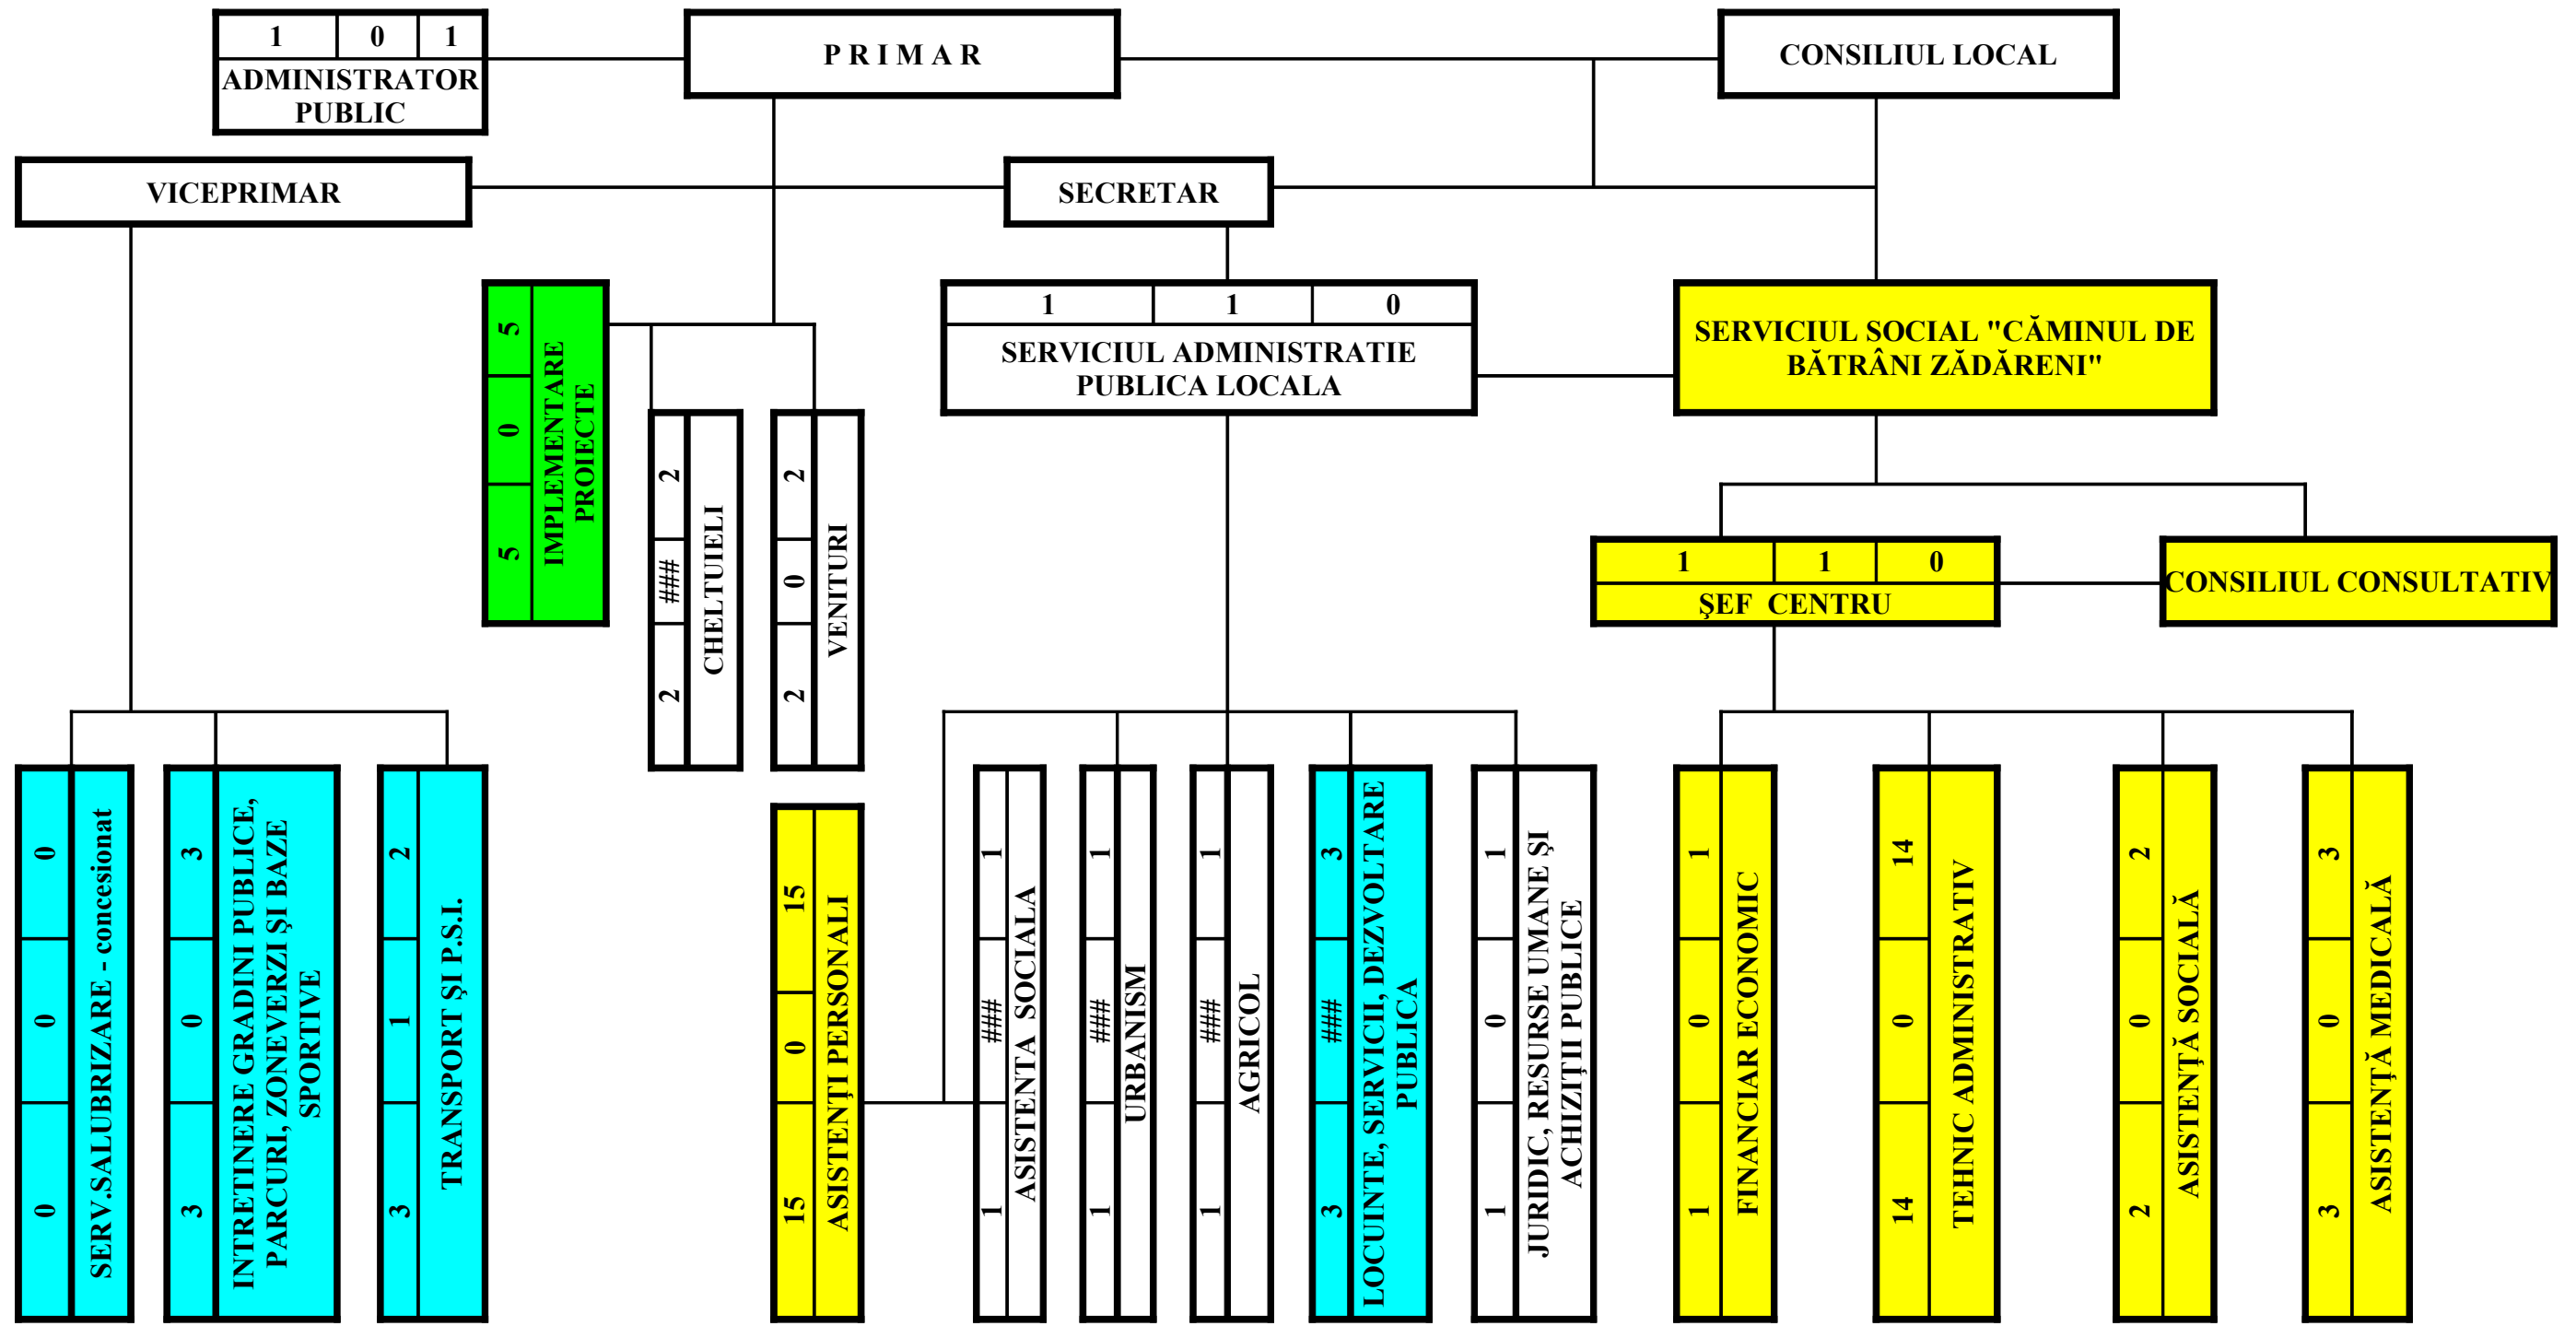 1 0 1
ADMINISTRATOR
PUBLIC
P R I M A R
CONSILIUL LOCAL
VICEPRIMAR
SECRETAR
5 0 5
IMPLEMENTARE
PROIECTE
2 ### 2
CHELTUIELI
2 0 2
VENITURI
1 1 0
SERVICIUL ADMINISTRATIE
PUBLICA LOCALA
SERVICIUL SOCIAL "CĂMINUL DE
BĂTRÂNI ZĂDĂRENI"
1 1 0
ŞEF CENTRU
CONSILIUL CONSULTATIV
0 0 0
SERV.SALUBRIZARE - concesionat
3 0 3
INTRETINERE GRADINI PUBLICE,
PARCURI, ZONEVERZI ŞI BAZE
SPORTIVE
3 1 2
TRANSPORT ŞI P.S.I.
15 0 15
ASISTENŢI PERSONALI
1 ### 1
ASISTENTA SOCIALA
1 ### 1
URBANISM
1 ### 1
AGRICOL
3 ### 3
LOCUINTE, SERVICII, DEZVOLTARE
PUBLICA
1 0 1
JURIDIC, RESURSE UMANE ŞI
ACHIZIŢII PUBLICE
1 0 1
FINANCIAR ECONOMIC
14 0 14
TEHNIC ADMINISTRATIV
2 0 2
ASISTENŢĂ SOCIALĂ
3 0 3
ASISTENŢĂ MEDICALĂ